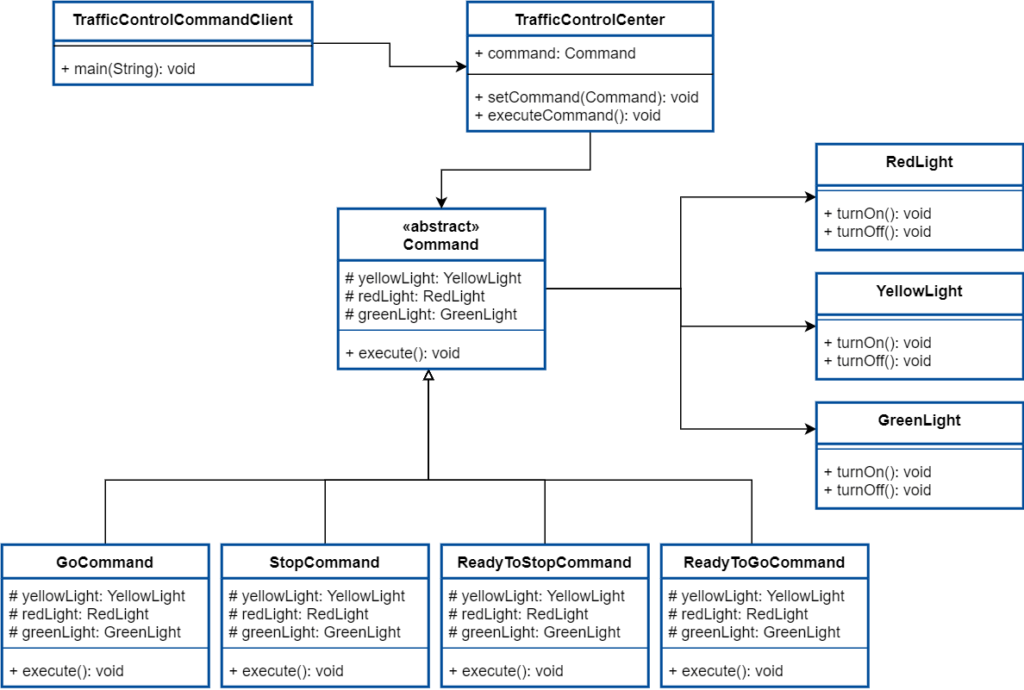 TrafficControlCommandClient
+ main(String): void
TrafficControlCenter
+ command: Command
+ setCommand(Command): void
+ executeCommand(): void
«abstract»
Command
# yellowLight: YellowLight
# redLight: RedLight
# greenLight: GreenLight
+ execute(): void
RedLight
+ turnOn(): void
+ turnOff(): void
YellowLight
+ turnOn(): void
+ turnOff(): void
GreenLight
+ turnOn(): void
+ turnOff(): void
GoCommand
# yellowLight: YellowLight
# redLight: RedLight
# greenLight: GreenLight
+ execute(): void
StopCommand
# yellowLight: YellowLight
# redLight: RedLight
# greenLight: GreenLight
+ execute(): void
ReadyToStopCommand
# yellowLight: YellowLight
# redLight: RedLight
# greenLight: GreenLight
+ execute(): void
ReadyToGoCommand
# yellowLight: YellowLight
# redLight: RedLight
# greenLight: GreenLight
+ execute(): void